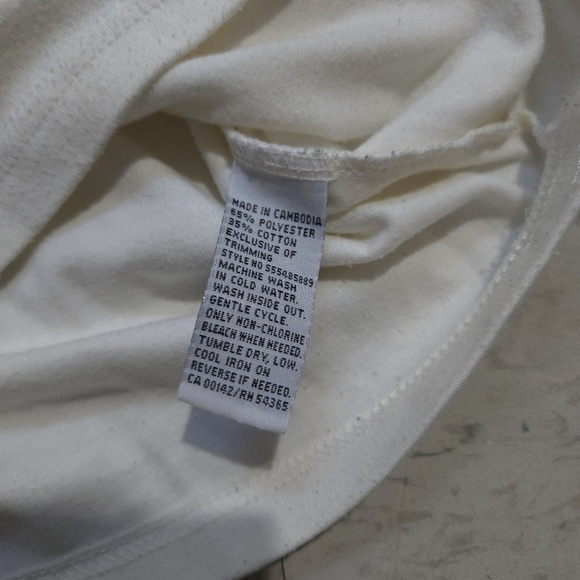 MADE IN CAMBODIA
65% POLYESTER
35% COTTON
EXCLUSIVE OF
TRIMMING
STYLE NO 555485889
MACHINE WASH
IN COLD WATER.
WASH INSIDE OUT.
GENTLE CYCLE.
ONLY NON-CHLORINE
BLEACH WHEN NEEDED.
TUMBLE DRY, LOW.
COOL IRON ON
REVERSE IF NEEDED.
CA 00142/RN 54365